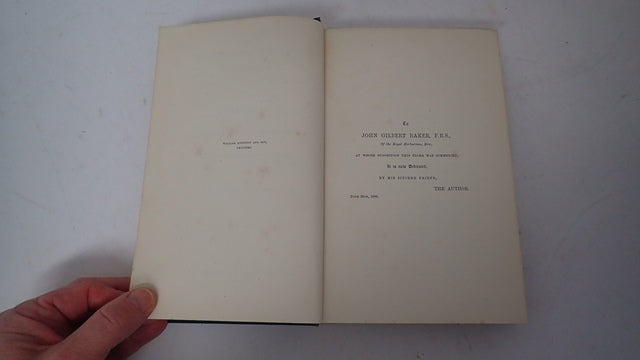 PRINTERS.
To
JOHN GILBERT BAKER, F.R.S.,
Of the Royal Herbarium, Kew,
AT WHOSE SUGGESTION THIS FLORA WAS COMMENCED,
It is now Dedicated,
BY HIS SINCERE FRIEND,
THE AUTHOR.